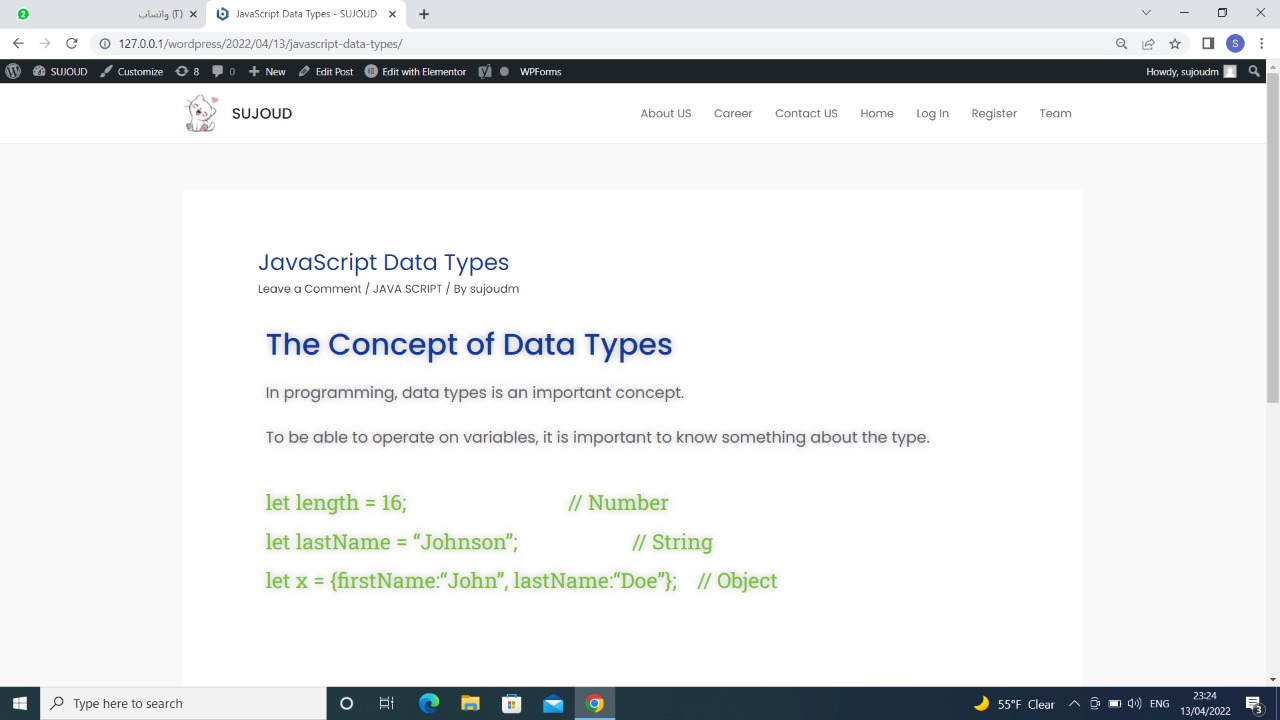 2
(٢) واتساب
JavaScript Data Types - SUJOUD
127.0.0.1/wordpress/2022/04/13/javascript-data-types/
S
SUJOUD
Customize
8
0
New
Edit Post
Edit with Elementor
WPForms
Howdy, sujoudm
SUJOUD
About US
Career
Contact US
Home
Log In
Register
Team
JavaScript Data Types
Leave a Comment / JAVA SCRIPT / By sujoudm
The Concept of Data Types
In programming, data types is an important concept.
To be able to operate on variables, it is important to know something about the type.
let length = 16; // Number
let lastName = “Johnson”; // String
let x = {firstName:“John”, lastName:“Doe”}; // Object
Type here to search
55°F Clear
ENG
23:24
13/04/2022
3